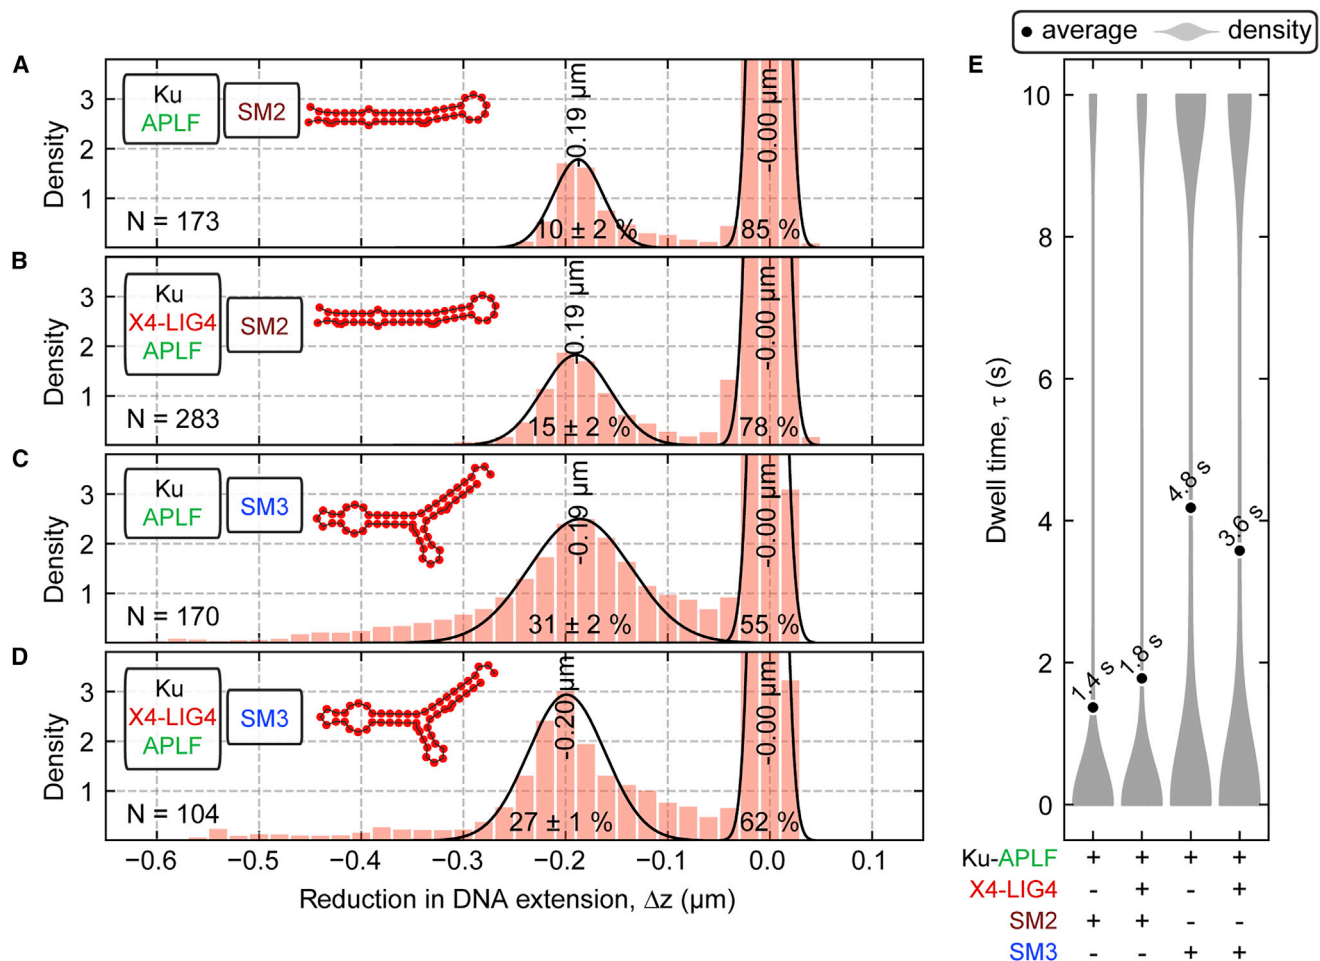 ● average density
A
Ku
APLF
SM2
-0.19 µm
-0.00 µm
3
2
1
Density
N = 173
10 ± 2 %
85 %
B
Ku
X4-LIG4
APLF
SM2
-0.19 µm
-0.00 µm
3
2
1
Density
N = 283
15 ± 2 %
78 %
C
Ku
APLF
SM3
-0.19 µm
-0.00 µm
3
2
1
Density
N = 170
31 ± 2 %
55 %
D
Ku
X4-LIG4
APLF
SM3
-0.20µm
-0.00 µm
3
2
1
Density
N = 104
27 ± 1 %
62 %
−0.6 −0.5 −0.4 −0.3 −0.2 −0.1 0.0 0.1
Reduction in DNA extension, Δz (µm)
E
10
8
6
4
2
0
Dwell time, τ (s)
1.4 s
1.8 s
4.8 s
3.6 s
Ku-APLF + + + +
X4-LIG4 - + - +
SM2 + + - -
SM3 - - + +